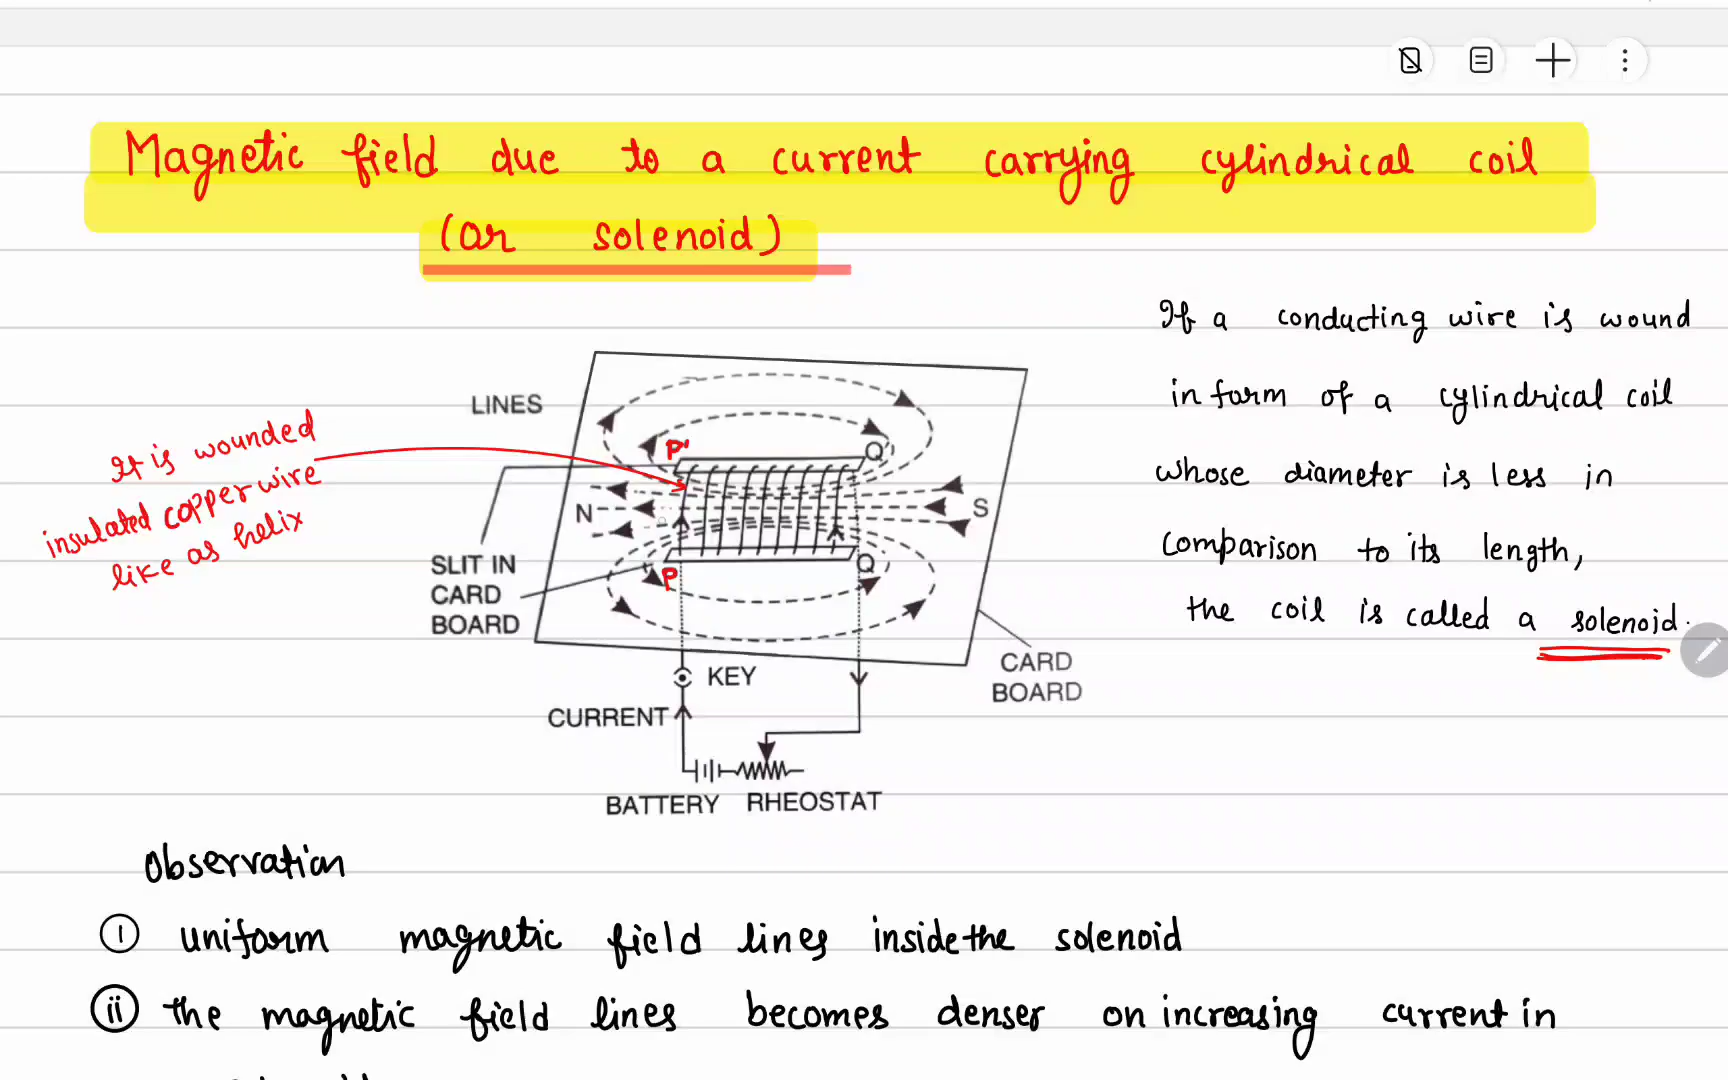 Magnetic field due to a current carrying cylindrical coil
(or solenoid)
If a conducting wire is wound
in form of a cylindrical coil
whose diameter is less in
comparison to its length,
the coil is called a solenoid.
It is wounded
insulated copper wire
like as helix
LINES
P'
Q
N
S
SLIT IN
CARD
BOARD
P
Q
KEY
CARD
BOARD
CURRENT
BATTERY RHEOSTAT
Observation
i uniform magnetic field lines inside the solenoid
ii the magnetic field lines becomes denser on increasing current in